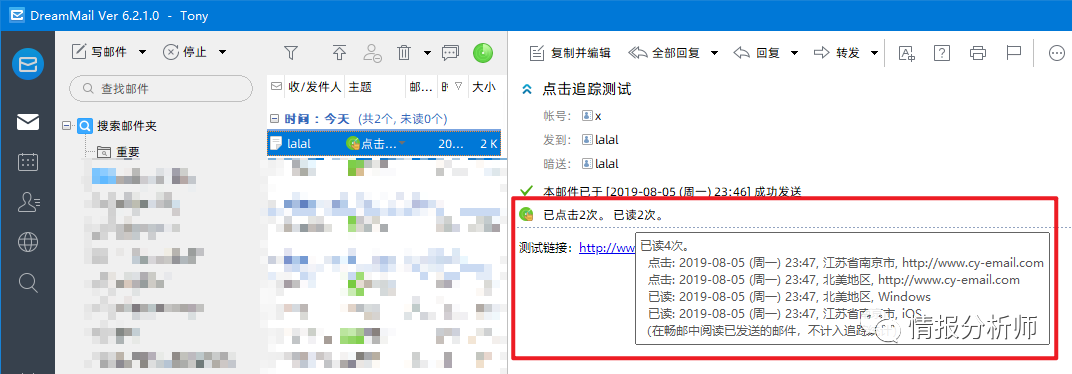 DreamMail Ver 6.2.1.0 - Tony
写邮件 停止
查找邮件
搜索邮件夹
重要
收/发件人 主题 邮... 大小
时间：今天 (共2个, 未读0个)
lalal 点击... 20... 2 K
复制并编辑 全部回复 回复 转发
点击追踪测试
帐号: x
发到: lalal
暗送: lalal
本邮件已于 [2019-08-05 (周一) 23:46] 成功发送
已点击2次。已读2次。
测试链接: http://ww
已读4次。
点击: 2019-08-05 (周一) 23:47, 江苏省南京市, http://www.cy-email.com
点击: 2019-08-05 (周一) 23:47, 北美地区, http://www.cy-email.com
已读: 2019-08-05 (周一) 23:47, 北美地区, Windows
已读: 2019-08-05 (周一) 23:47, 江苏省南京市, iOS
(在畅邮中阅读已发送的邮件，不计入追踪
情报分析师